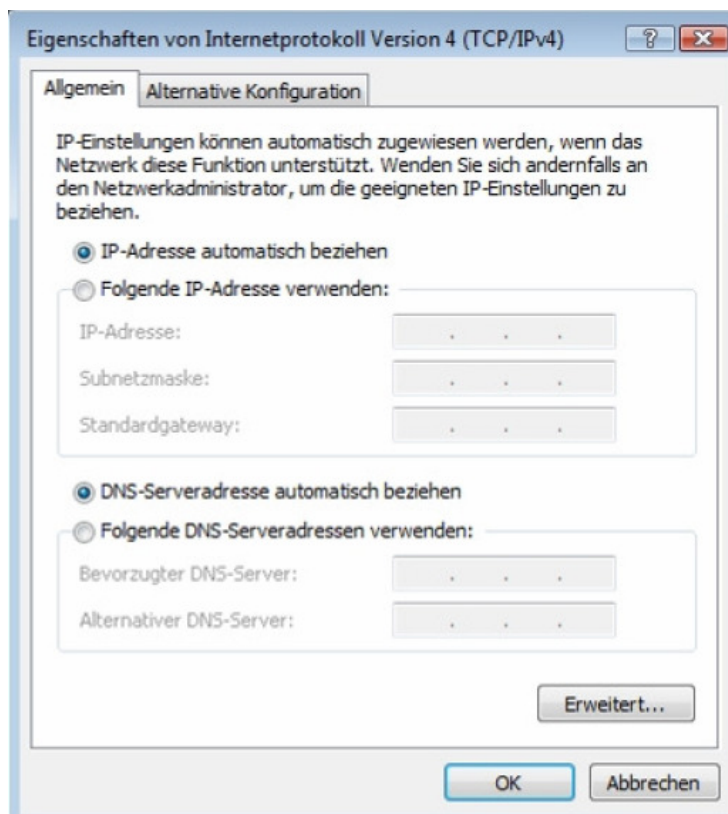 Eigenschaften von Internetprotokoll Version 4 (TCP/IPv4)
Allgemein
Alternative Konfiguration
IP-Einstellungen können automatisch zugewiesen werden, wenn das
Netzwerk diese Funktion unterstützt. Wenden Sie sich andernfalls an
den Netzwerkadministrator, um die geeigneten IP-Einstellungen zu
beziehen.
IP-Adresse automatisch beziehen
Folgende IP-Adresse verwenden:
IP-Adresse:
Subnetzmaske:
Standardgateway:
DNS-Serveradresse automatisch beziehen
Folgende DNS-Serveradressen verwenden:
Bevorzugter DNS-Server:
Alternativer DNS-Server:
Erweitert...
OK
Abbrechen